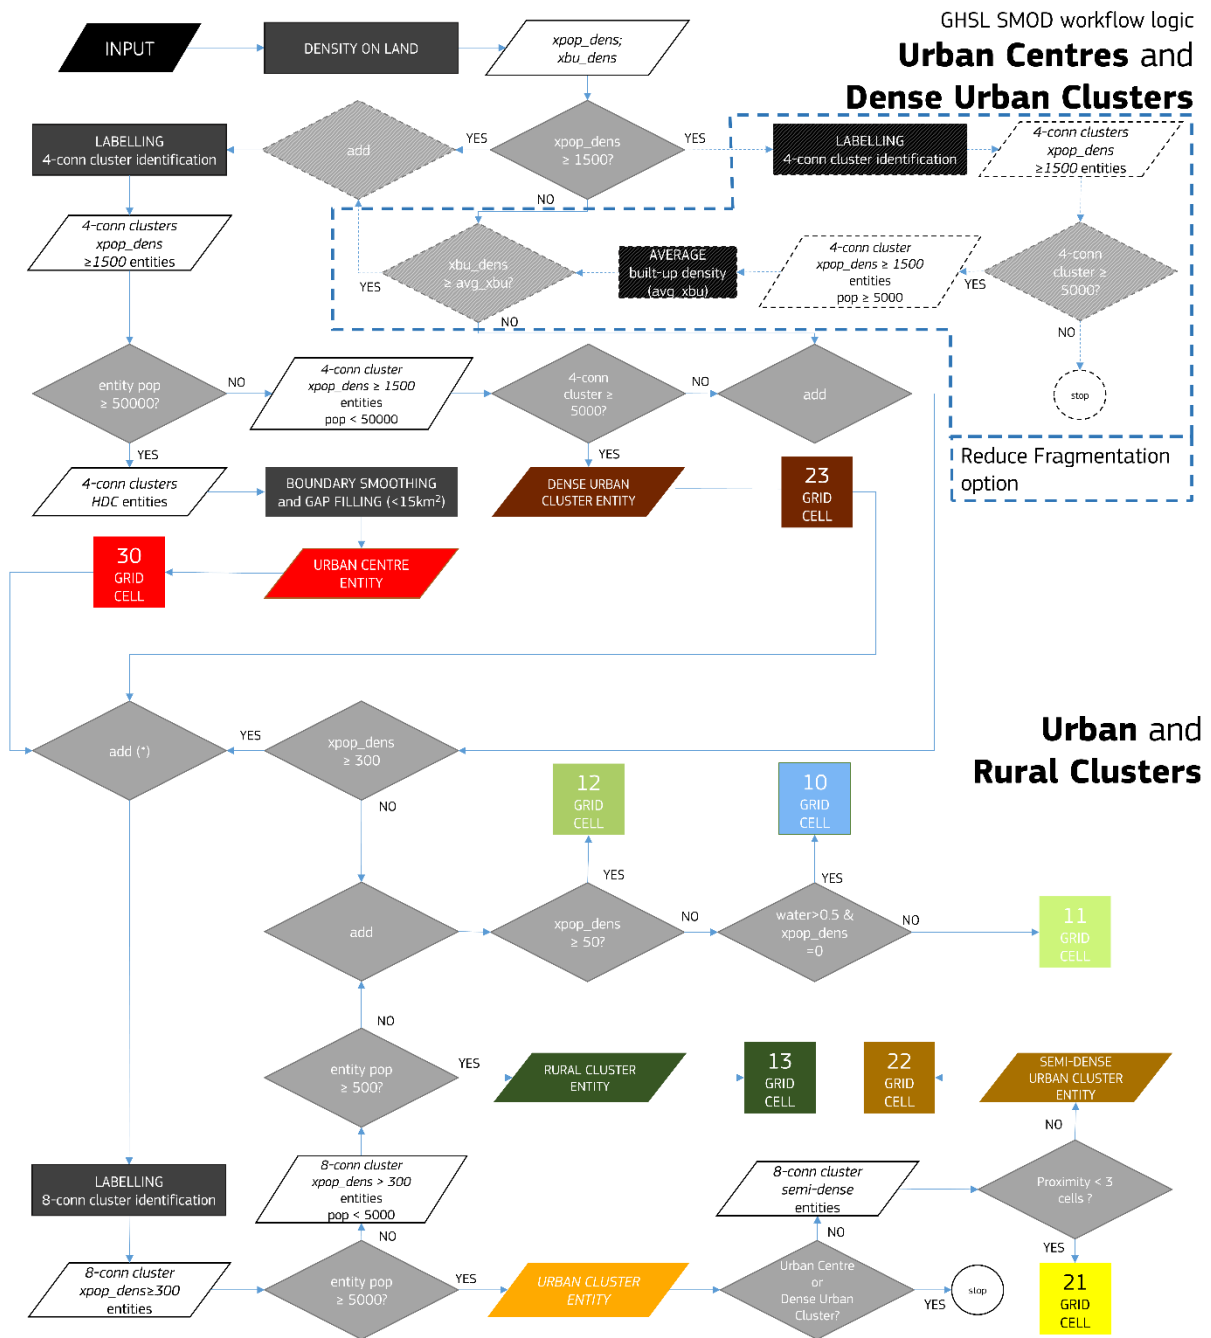 GHSL SMOD workflow logic
Urban Centres and
Dense Urban Clusters
INPUT
DENSITY ON LAND
xpop_dens;
xbu_dens
LABELLING
4-conn cluster identification
add
YES
xpop_dens
≥ 1500?
YES
LABELLING
4-conn cluster identification
4-conn clusters
xpop_dens
≥1500 entities
NO
4-conn clusters
xpop_dens
≥1500 entities
xbu_dens
≥ avg_xbu?
YES
NO
AVERAGE
built-up density
(avg_xbu)
4-conn cluster
xpop_dens ≥ 1500
entities
pop ≥ 5000
YES
4-conn
cluster ≥
5000?
NO
stop
entity pop
≥ 50000?
NO
4-conn cluster
xpop_dens ≥ 1500
entities
pop < 50000
4-conn
cluster ≥
5000?
NO
add
YES
YES
Reduce Fragmentation
option
4-conn clusters
HDC entities
BOUNDARY SMOOTHING
and GAP FILLING (<15km²)
DENSE URBAN
CLUSTER ENTITY
23
GRID
CELL
30
GRID
CELL
URBAN CENTRE
ENTITY
Urban and
Rural Clusters
add (*)
YES
xpop_dens
≥ 300
NO
12
GRID
CELL
10
GRID
CELL
YES
YES
add
xpop_dens
≥ 50?
NO
water>0.5 &
xpop_dens
=0
NO
11
GRID
CELL
NO
entity pop
≥ 500?
YES
RURAL CLUSTER
ENTITY
13
GRID
CELL
22
GRID
CELL
SEMI-DENSE
URBAN CLUSTER
ENTITY
NO
LABELLING
8-conn cluster identification
8-conn cluster
xpop_dens > 300
entities
pop < 5000
8-conn cluster
semi-dense
entities
Proximity < 3
cells ?
NO
NO
YES
8-conn cluster
xpop_dens≥300
entities
entity pop
≥ 5000?
YES
URBAN CLUSTER
ENTITY
Urban Centre
or
Dense Urban
Cluster?
YES
stop
21
GRID
CELL